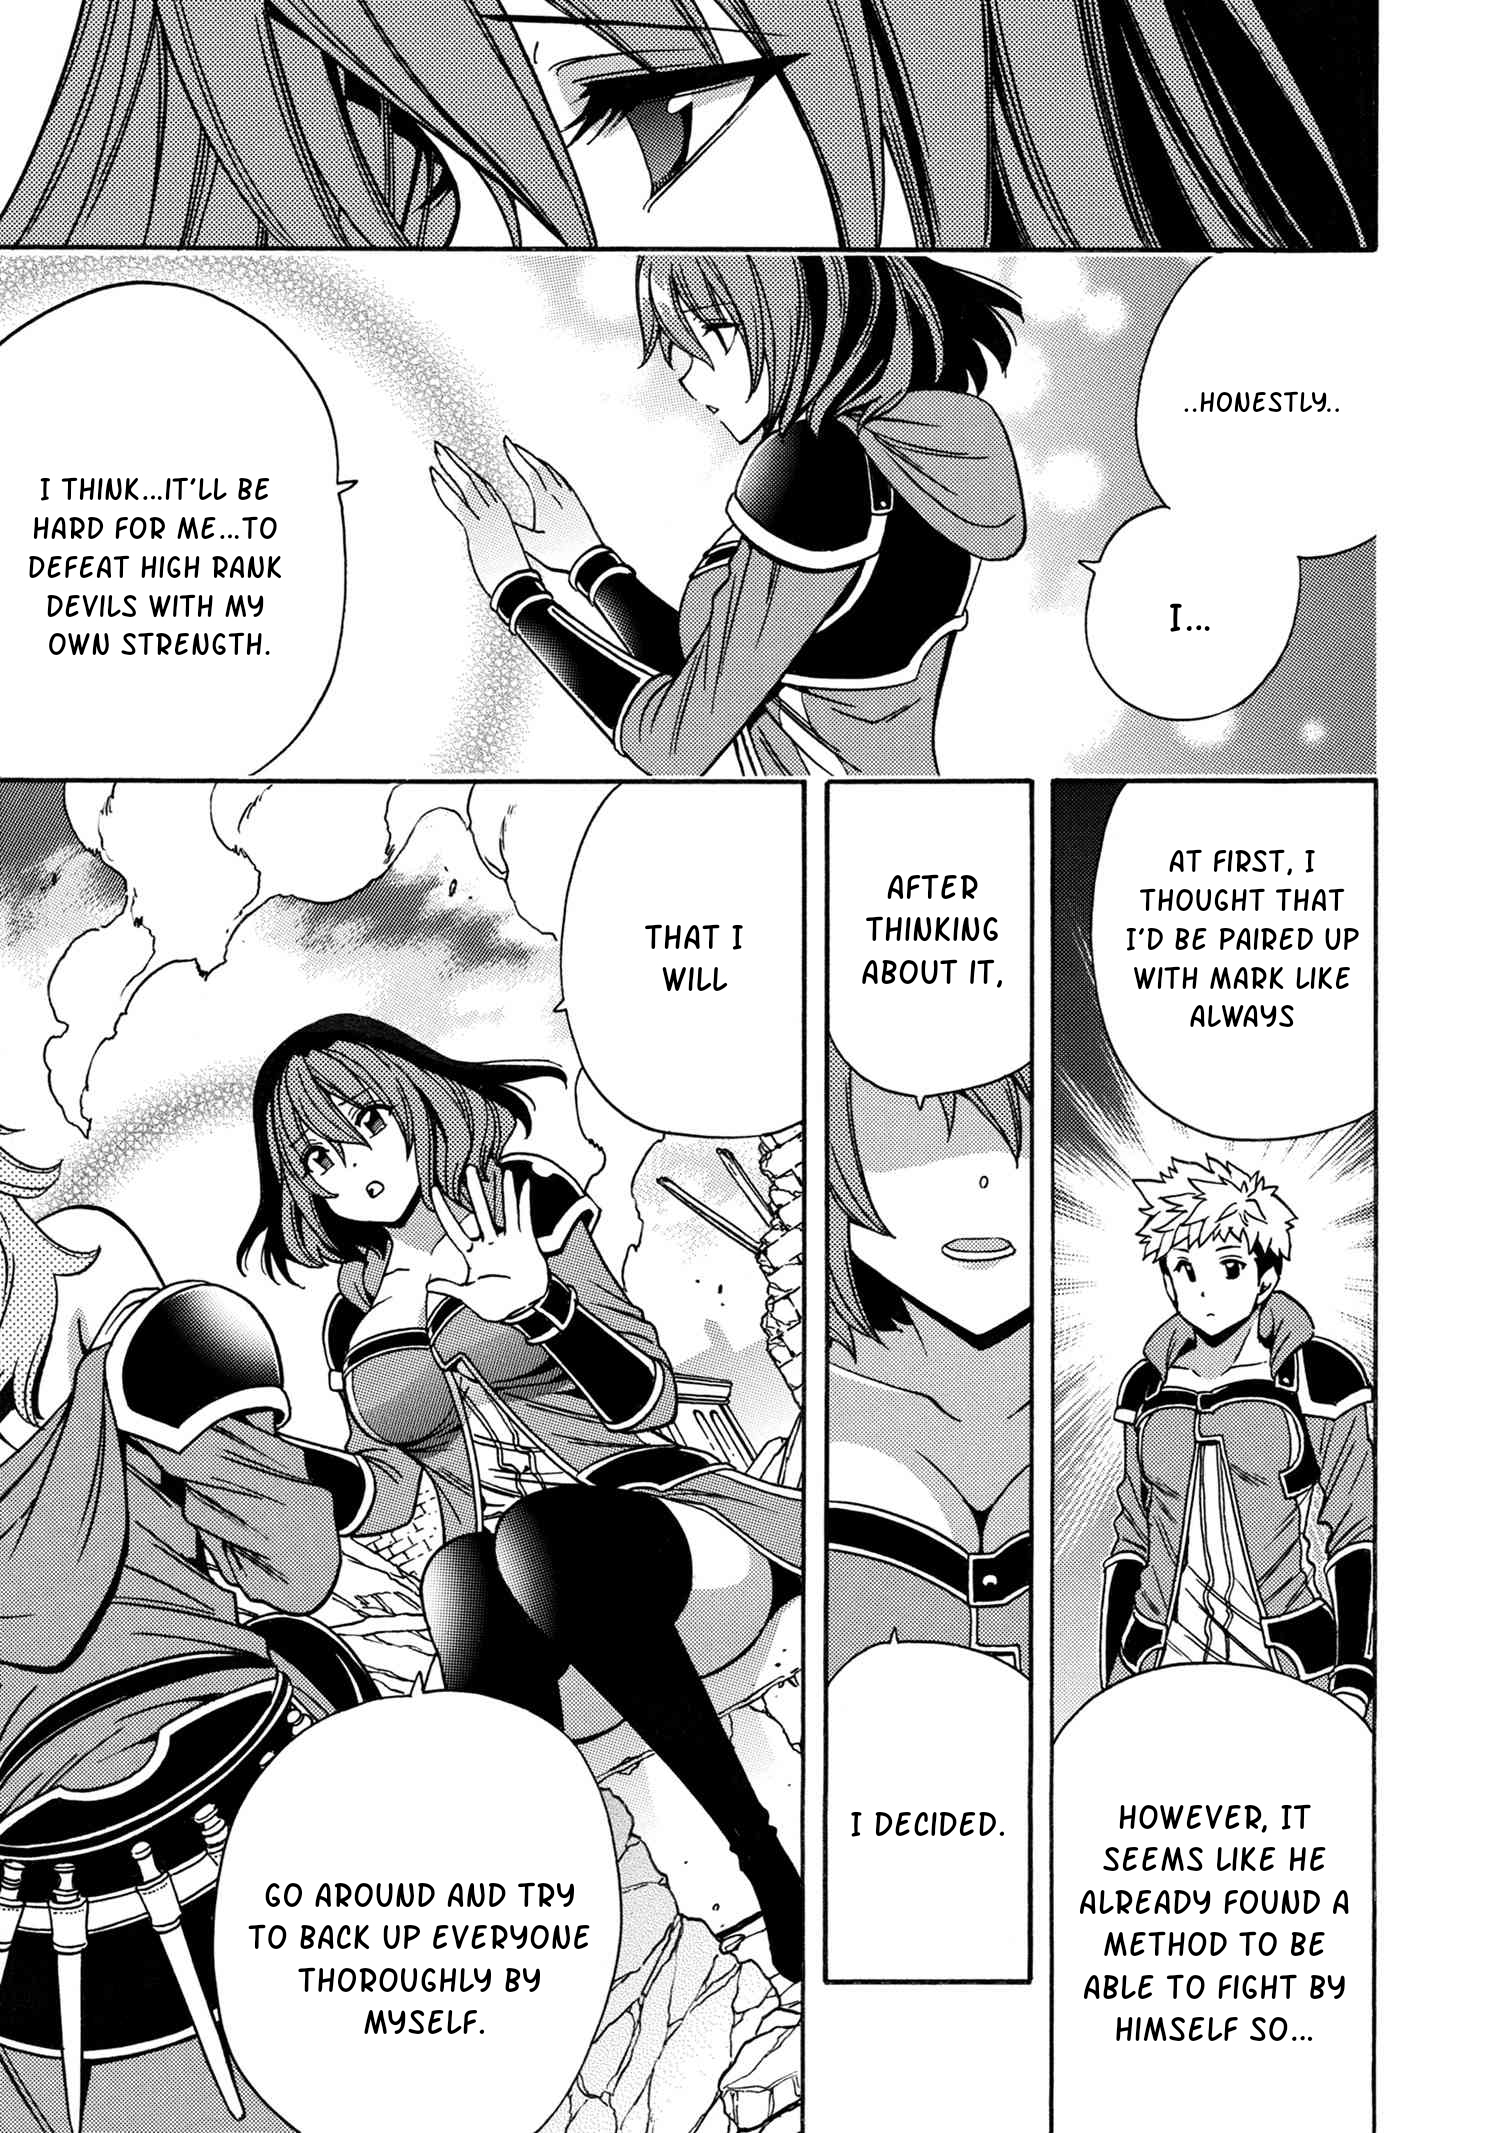 ..HONESTLY..
I...
I THINK...IT'LL BE
HARD FOR ME...TO
DEFEAT HIGH RANK
DEVILS WITH MY
OWN STRENGTH.
AT FIRST, I
THOUGHT THAT
I'D BE PAIRED UP
WITH MARK LIKE
ALWAYS
HOWEVER, IT
SEEMS LIKE HE
ALREADY FOUND A
METHOD TO BE
ABLE TO FIGHT BY
HIMSELF SO...
AFTER
THINKING
ABOUT IT,
I DECIDED.
THAT I
WILL
GO AROUND AND TRY
TO BACK UP EVERYONE
THOROUGHLY BY
MYSELF.